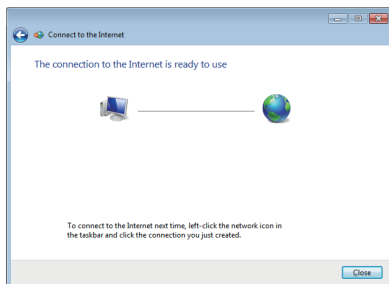 Connect to the Internet
The connection to the Internet is ready to use
To connect to the Internet next time, left-click the network icon in
the taskbar and click the connection you just created.
Close